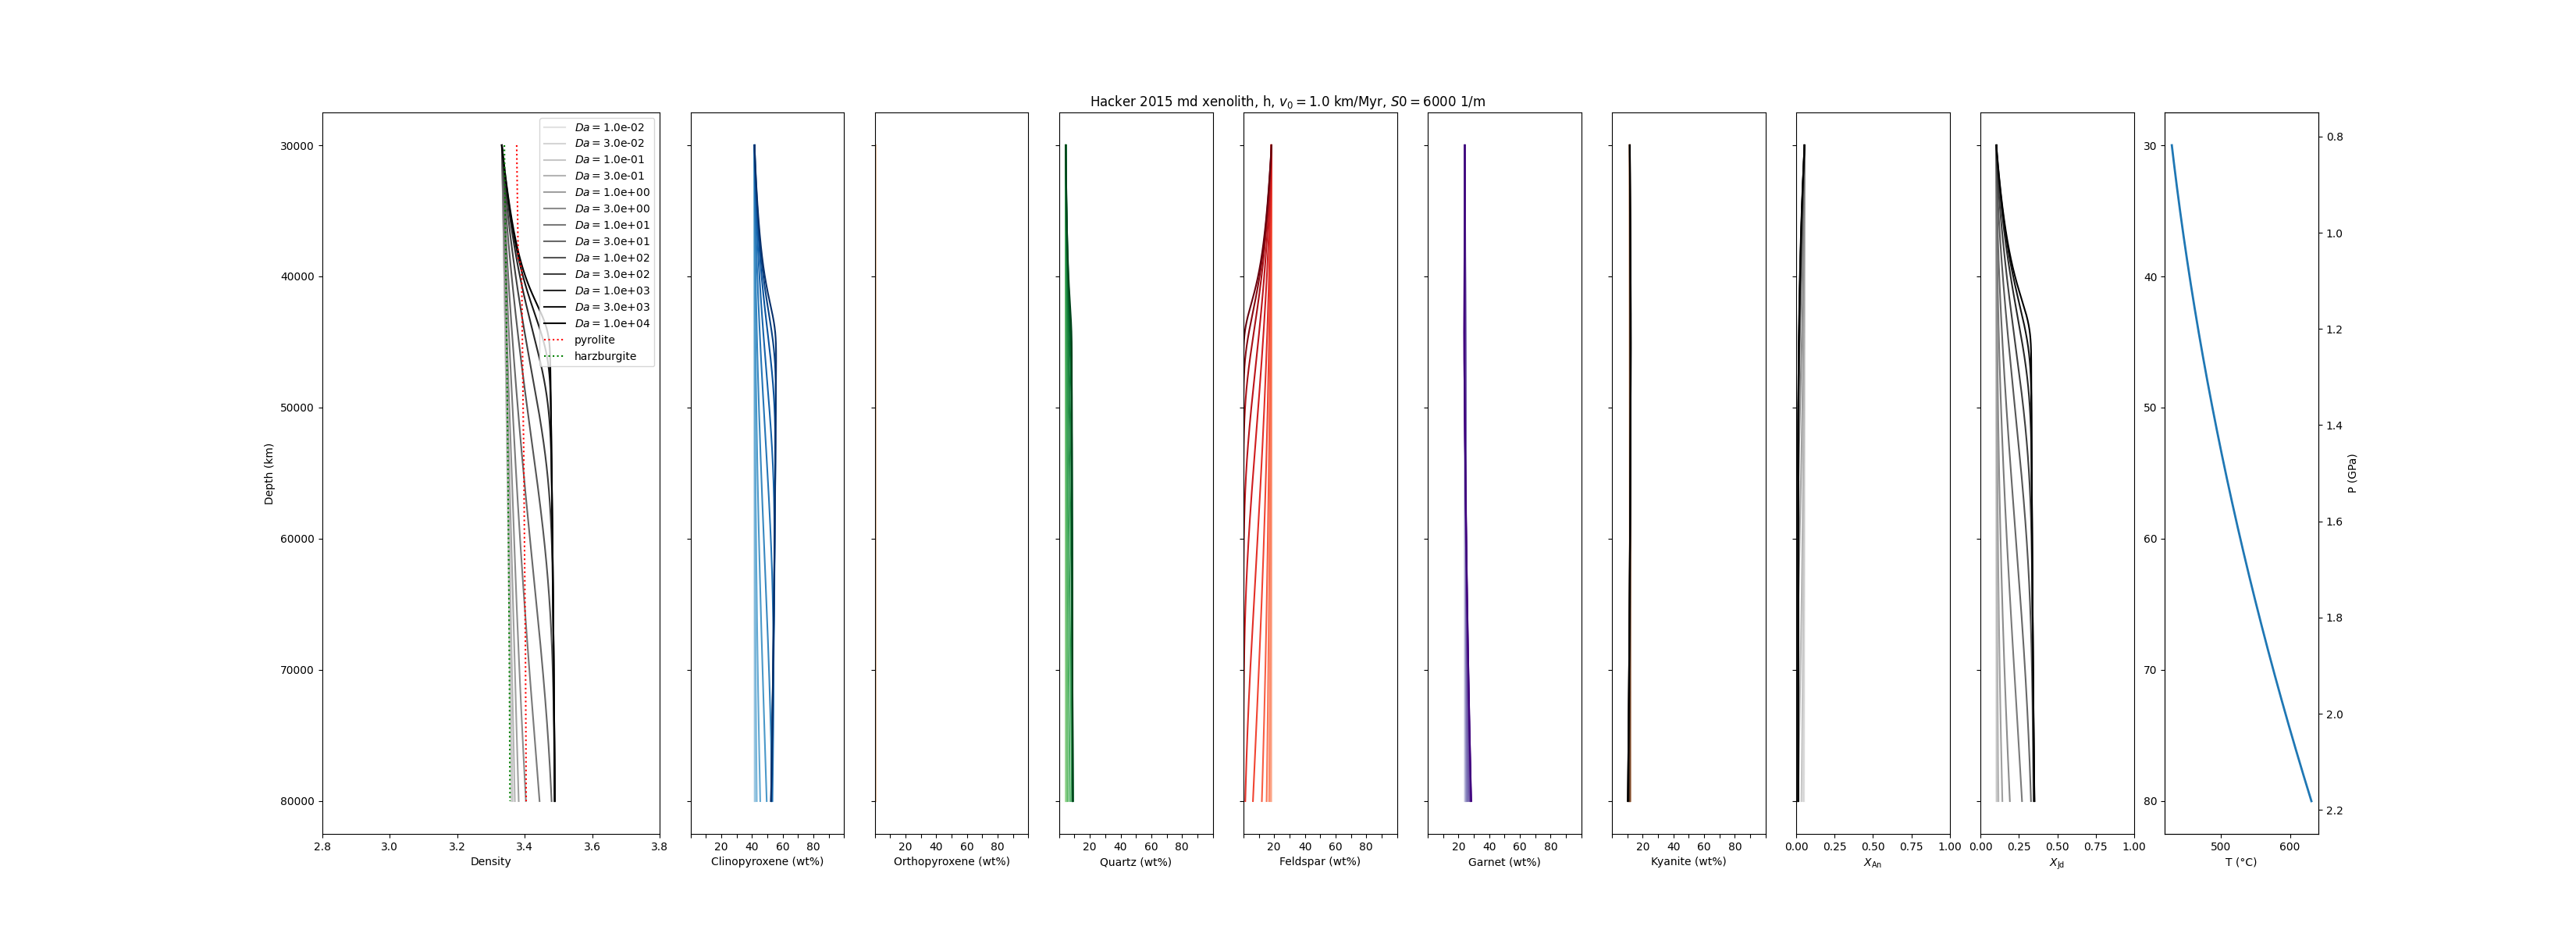 Hacker 2015 md xenolith, h, v₀ = 1.0 km/Myr, S0 = 6000 1/m
Da = 1.0e-02
Da = 3.0e-02
Da = 1.0e-01
Da = 3.0e-01
Da = 1.0e+00
Da = 3.0e+00
Da = 1.0e+01
Da = 3.0e+01
Da = 1.0e+02
Da = 3.0e+02
Da = 1.0e+03
Da = 3.0e+03
Da = 1.0e+04
pyrolite
harzburgite
Depth (km)
30000
40000
50000
60000
70000
80000
2.8 3.0 3.2 3.4 3.6 3.8
Density
20 40 60 80
Clinopyroxene (wt%)
20 40 60 80
Orthopyroxene (wt%)
20 40 60 80
Quartz (wt%)
20 40 60 80
Feldspar (wt%)
20 40 60 80
Garnet (wt%)
20 40 60 80
Kyanite (wt%)
0.00 0.25 0.50 0.75 1.00
X_An
0.00 0.25 0.50 0.75 1.00
X_Jd
30
40
50
60
70
80
500 600
T (°C)
0.8
1.0
1.2
1.4
1.6
1.8
2.0
2.2
P (GPa)